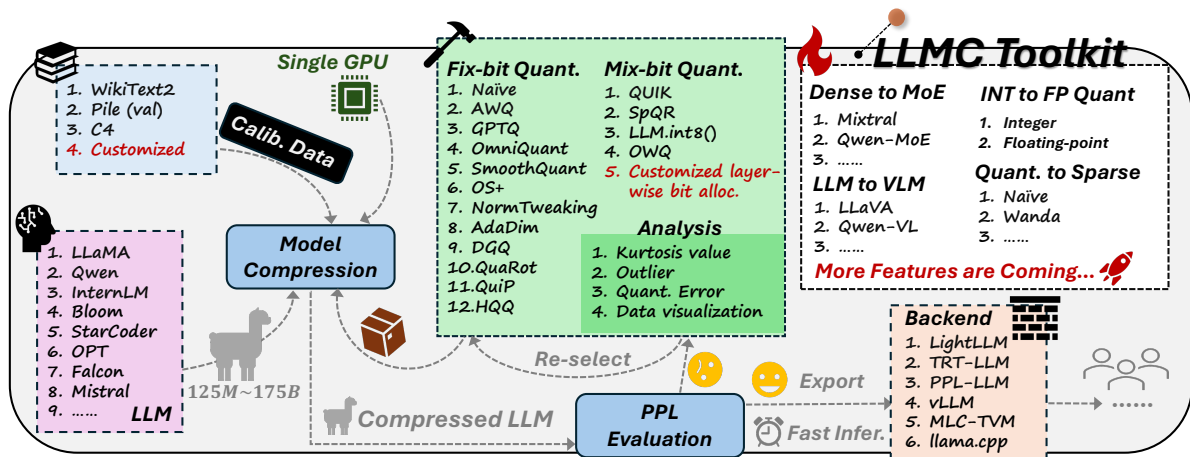 LLMC Toolkit
1. WikiText2
2. Pile (val)
3. C4
4. Customized
Single GPU
Calib. Data
1. LLaMA
2. Qwen
3. InternLM
4. Bloom
5. StarCoder
6. OPT
7. Falcon
8. Mistral
9. ......
LLM
125M~175B
Model
Compression
Fix-bit Quant.
1. Naïve
2. AWQ
3. GPTQ
4. OmniQuant
5. SmoothQuant
6. OS+
7. NormTweaking
8. AdaDim
9. DGQ
10.QuaRot
11.QuiP
12.HQQ
Mix-bit Quant.
1. QUIK
2. SpQR
3. LLM.int8()
4. OWQ
5. Customized layer-
wise bit alloc.
Analysis
1. Kurtosis value
2. Outlier
3. Quant. Error
4. Data visualization
Re-select
Compressed LLM
PPL
Evaluation
Export
Fast Infer.
Dense to MoE
1. Mixtral
2. Qwen-MoE
3. ......
INT to FP Quant
1. Integer
2. Floating-point
LLM to VLM
1. LLaVA
2. Qwen-VL
3. ......
Quant. to Sparse
1. Naïve
2. Wanda
3. ......
More Features are Coming...
Backend
1. LightLLM
2. TRT-LLM
3. PPL-LLM
4. vLLM
5. MLC-TVM
6. llama.cpp
......